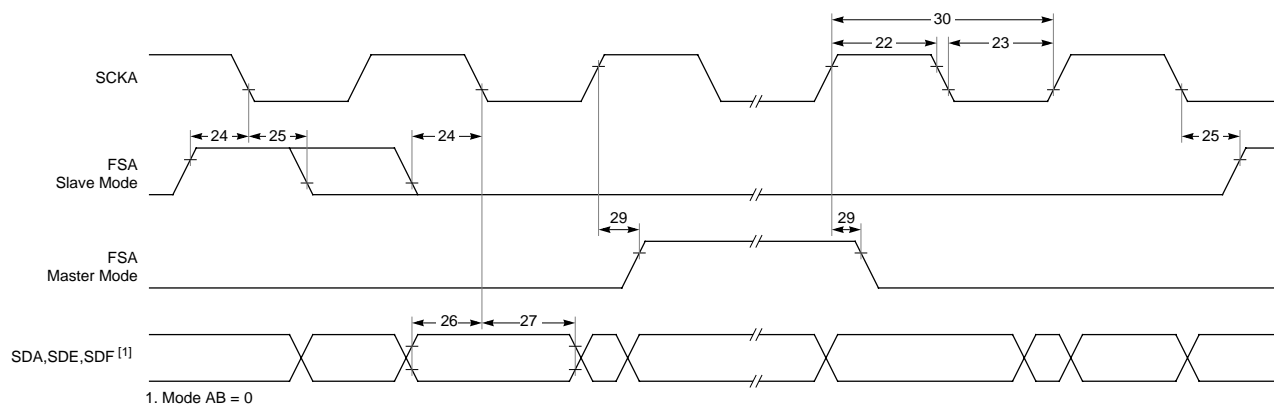 30
22
23
SCKA
24
25
24
25
FSA
Slave Mode
29
29
FSA
Master Mode
26
27
SDA,SDE,SDF [1]
1. Mode AB = 0